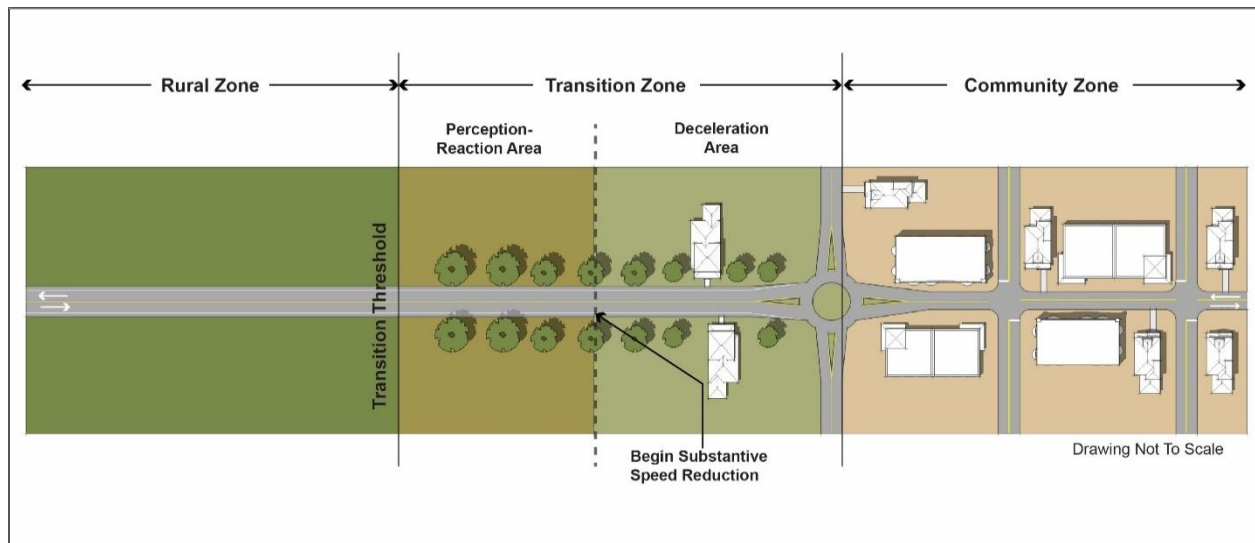 Rural Zone
Transition Zone
Community Zone
Perception-
Reaction Area
Deceleration
Area
Transition Threshold
Begin Substantive
Speed Reduction
Drawing Not To Scale